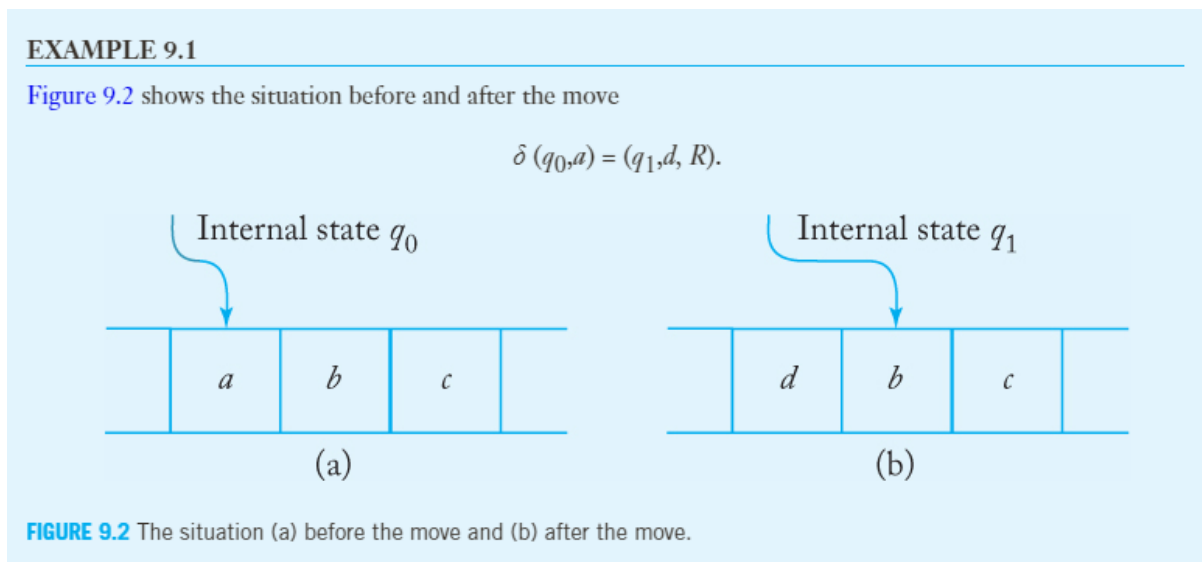 EXAMPLE 9.1
Figure 9.2 shows the situation before and after the move
δ (q₀,a) = (q₁,d, R).
Internal state q₀
Internal state q₁
a b c
d b c
(a)
(b)
FIGURE 9.2 The situation (a) before the move and (b) after the move.